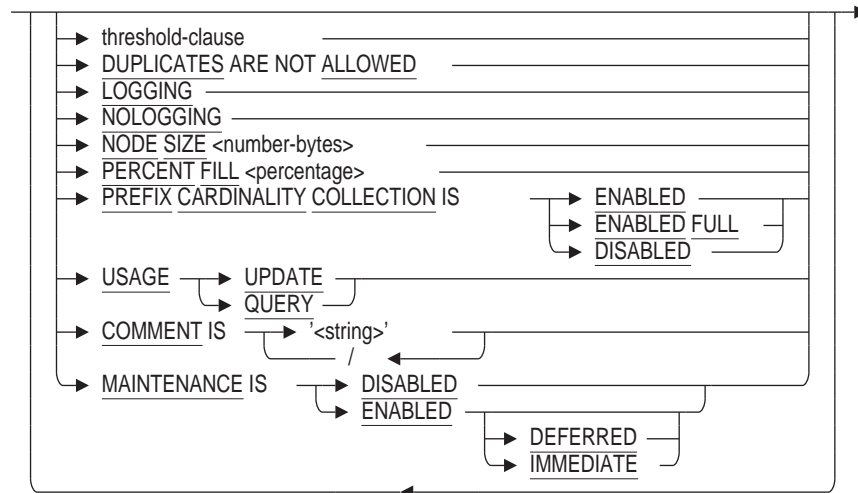 threshold-clause
DUPLICATES ARE NOT ALLOWED
LOGGING
NOLOGGING
NODE SIZE <number-bytes>
PERCENT FILL <percentage>
PREFIX CARDINALITY COLLECTION IS ENABLED
ENABLED FULL
DISABLED
USAGE UPDATE
QUERY
COMMENT IS '<string>'
/
MAINTENANCE IS DISABLED
ENABLED
DEFERRED
IMMEDIATE